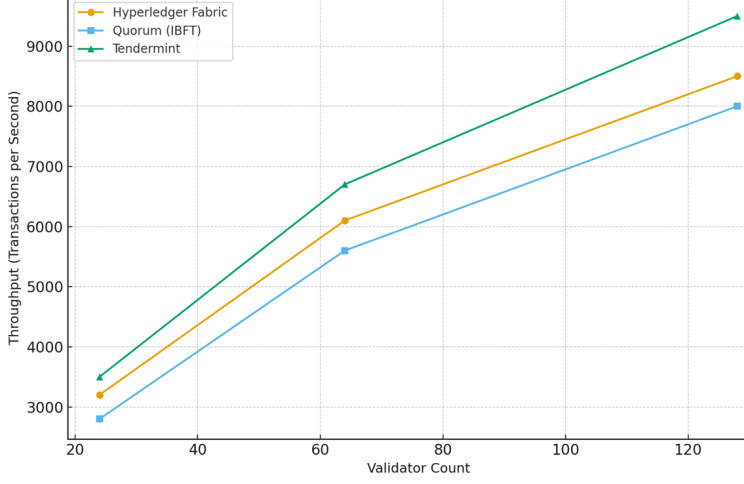 Hyperledger Fabric
Quorum (IBFT)
Tendermint
9000
8000
7000
6000
5000
4000
3000
Throughput (Transactions per Second)
20
40
60
80
100
120
Validator Count